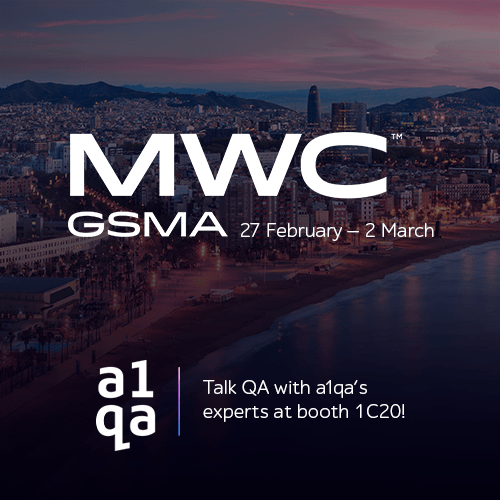 MWC™
GSMA 27 February – 2 March
a1
qa
Talk QA with a1qa's
experts at booth 1C20!